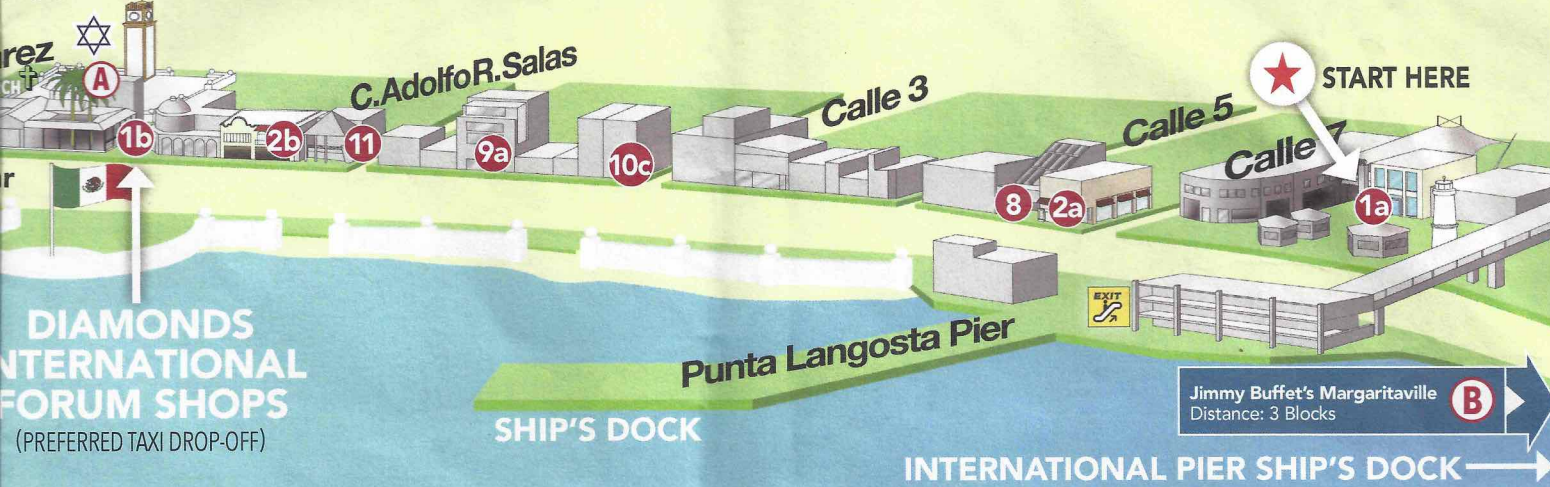 rez
CH
A
C.AdolfoR.Salas
Calle 3
Calle 5
START HERE
Calle 7
1b
2b
11
9a
10c
8
2a
1a
EXIT
DIAMONDS
NTERNATIONAL
FORUM SHOPS
(PREFERRED TAXI DROP-OFF)
Punta Langosta Pier
SHIP'S DOCK
Jimmy Buffet's Margaritaville
Distance: 3 Blocks
B
INTERNATIONAL PIER SHIP'S DOCK